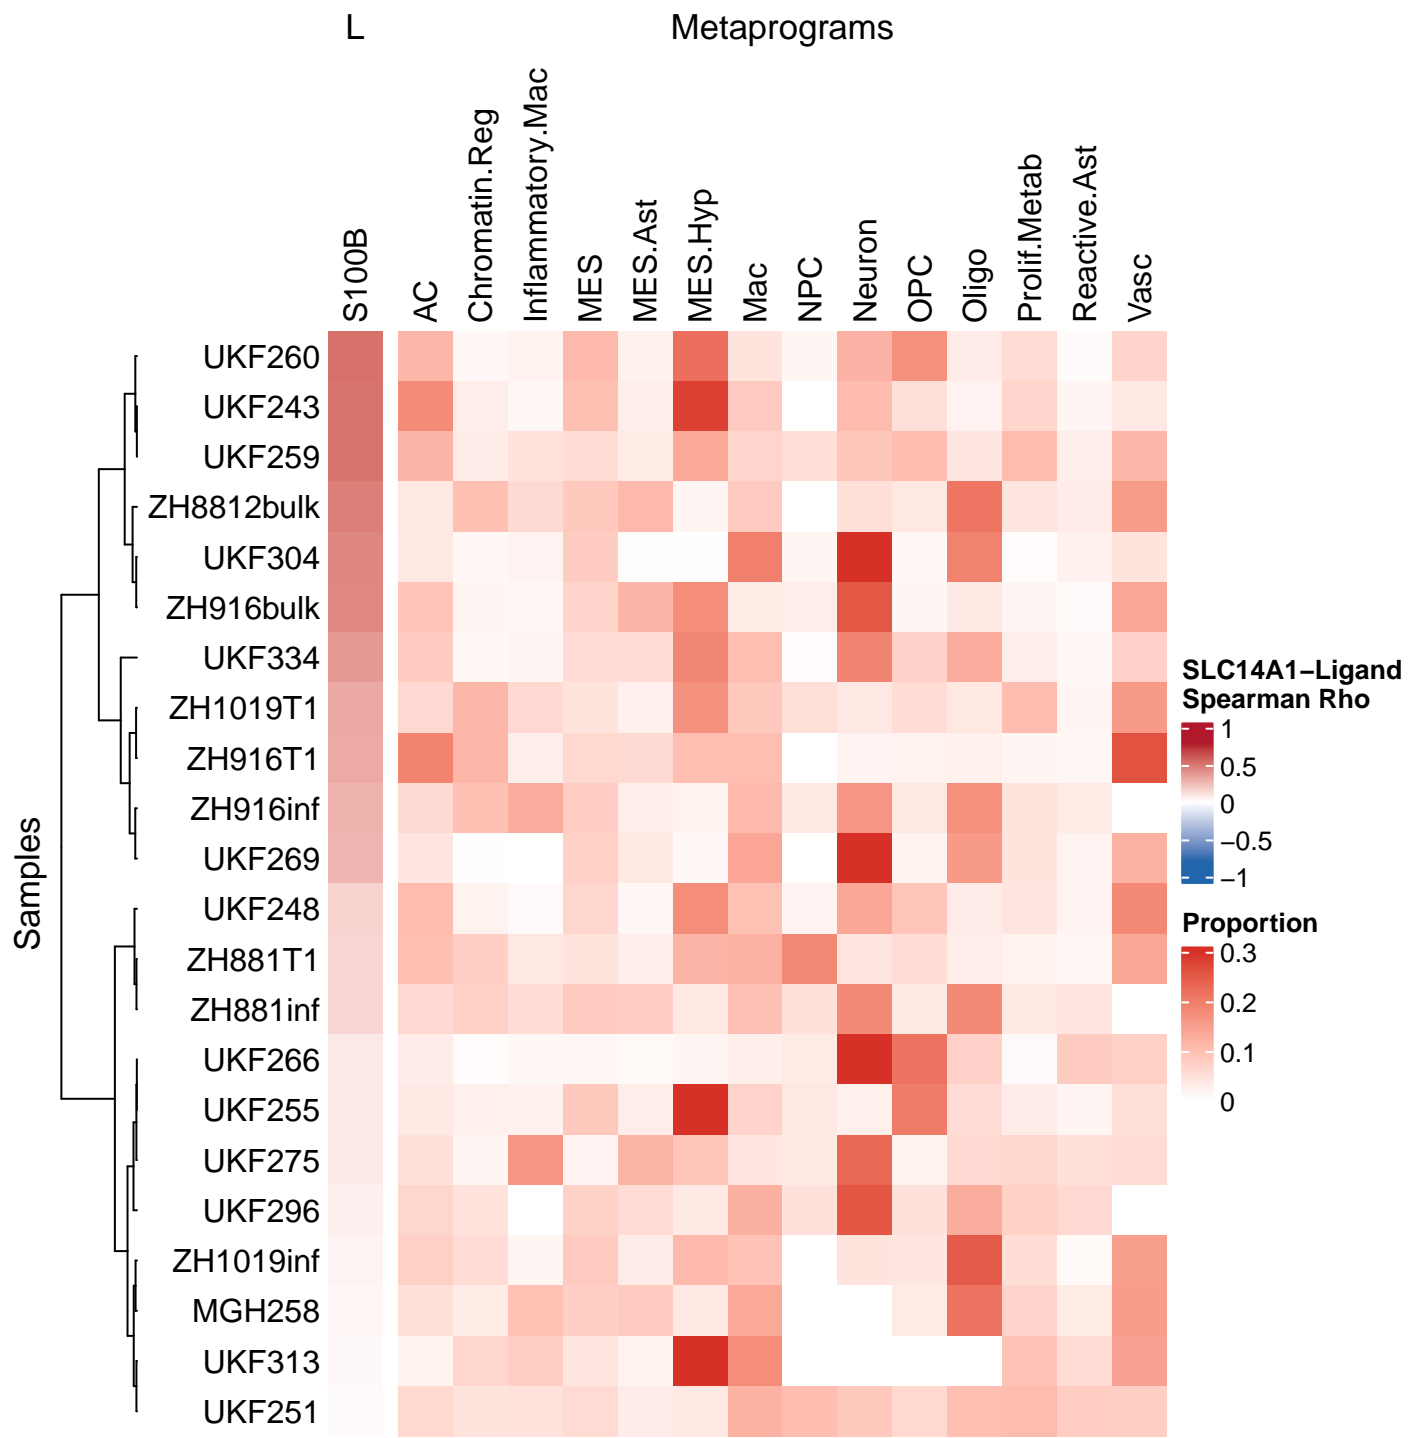 L
Metaprograms
S100B
AC
Chromatin.Reg
Inflammatory.Mac
MES
MES.Ast
MES.Hyp
Mac
NPC
Neuron
OPC
Oligo
Prolif.Metab
Reactive.Ast
Vasc
Samples
UKF260
UKF243
UKF259
ZH8812bulk
UKF304
ZH916bulk
UKF334
ZH1019T1
ZH916T1
ZH916inf
UKF269
UKF248
ZH881T1
ZH881inf
UKF266
UKF255
UKF275
UKF296
ZH1019inf
MGH258
UKF313
UKF251
SLC14A1−Ligand
Spearman Rho
1
0.5
0
−0.5
−1
Proportion
0.3
0.2
0.1
0